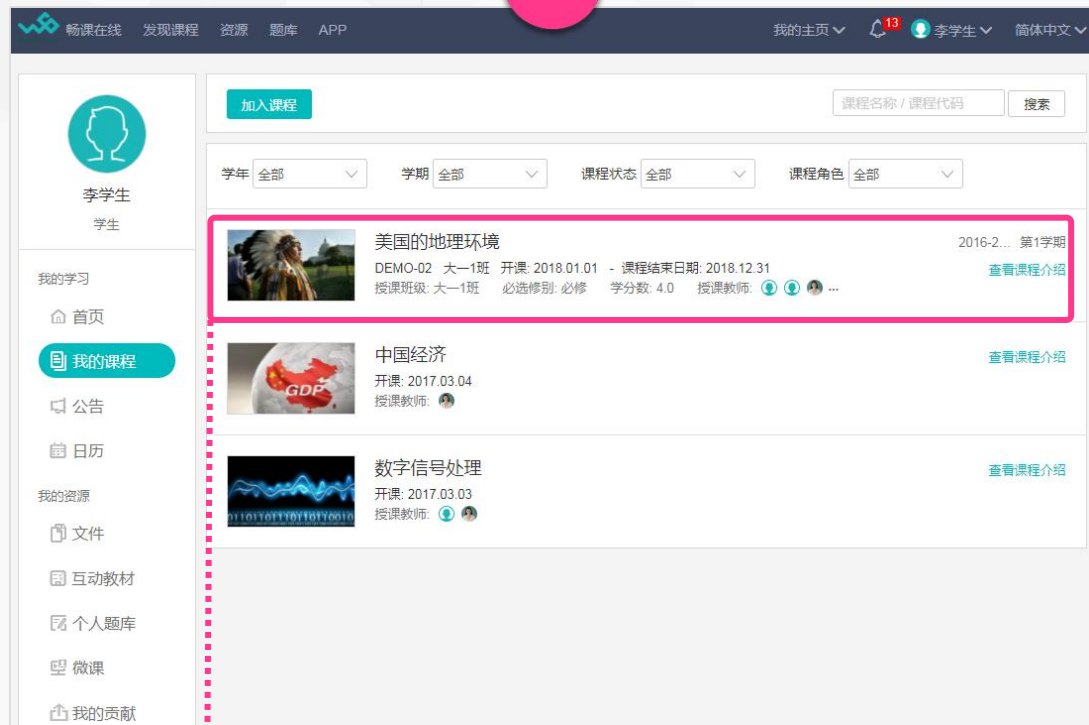 畅课在线 发现课程 资源 题库 APP 我的主页 13 李学生 简体中文
李学生
学生
我的学习
首页
我的课程
公告
日历
我的资源
文件
互动教材
个人题库
微课
我的贡献
加入课程 课程名称 / 课程代码 搜索
学年 全部 学期 全部 课程状态 全部 课程角色 全部
美国的地理环境 2016-2... 第1学期
DEMO-02 大一1班 开课: 2018.01.01 - 课程结束日期: 2018.12.31 查看课程介绍
授课班级: 大一1班 必选修别: 必修 学分数: 4.0 授课教师: ...
中国经济 查看课程介绍
开课: 2017.03.04
授课教师:
GDP
数字信号处理 查看课程介绍
开课: 2017.03.03
授课教师: